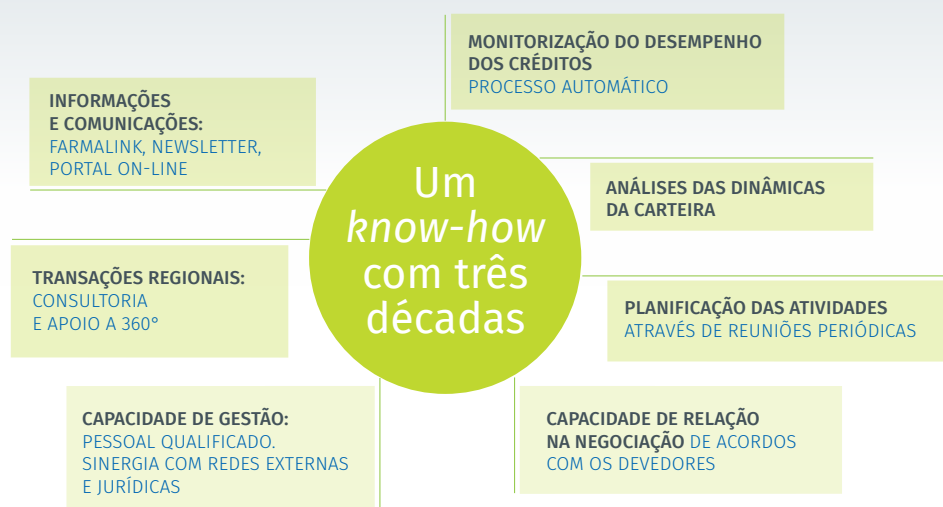 MONITORIZAÇÃO DO DESEMPENHO
DOS CRÉDITOS
PROCESSO AUTOMÁTICO
INFORMAÇÕES
E COMUNICAÇÕES:
FARMALINK, NEWSLETTER,
PORTAL ON-LINE
Um
know-how
com três
décadas
ANÁLISES DAS DINÂMICAS
DA CARTEIRA
TRANSAÇÕES REGIONAIS:
CONSULTORIA
E APOIO A 360°
PLANIFICAÇÃO DAS ATIVIDADES
ATRAVÉS DE REUNIÕES PERIÓDICAS
CAPACIDADE DE GESTÃO:
PESSOAL QUALIFICADO.
SINERGIA COM REDES EXTERNAS
E JURÍDICAS
CAPACIDADE DE RELAÇÃO
NA NEGOCIAÇÃO DE ACORDOS
COM OS DEVEDORES